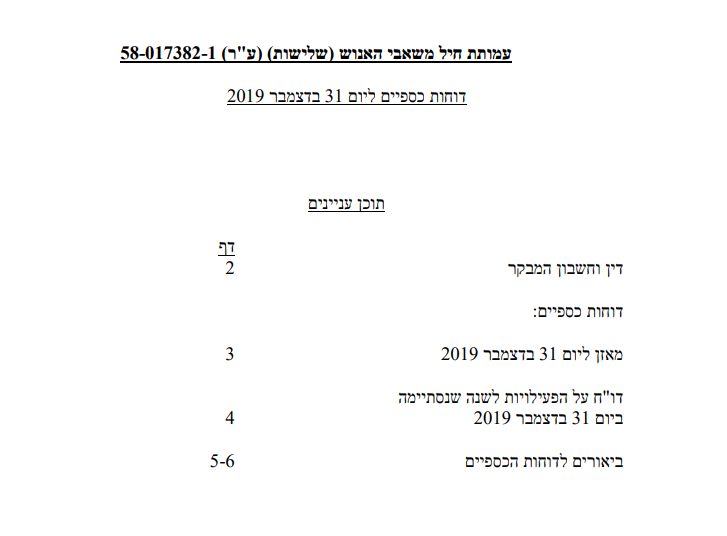 עמותת חיל משאבי האנוש (שלישות) (ע"ר) 58-017382-1
דוחות כספיים ליום 31 בדצמבר 2019
תוכן עניינים
דף
דין וחשבון המבקר 2
דוחות כספיים:
מאזן ליום 31 בדצמבר 2019 3
דו"ח על הפעילויות לשנה שנסתיימה
ביום 31 בדצמבר 2019 4
ביאורים לדוחות הכספיים 5-6